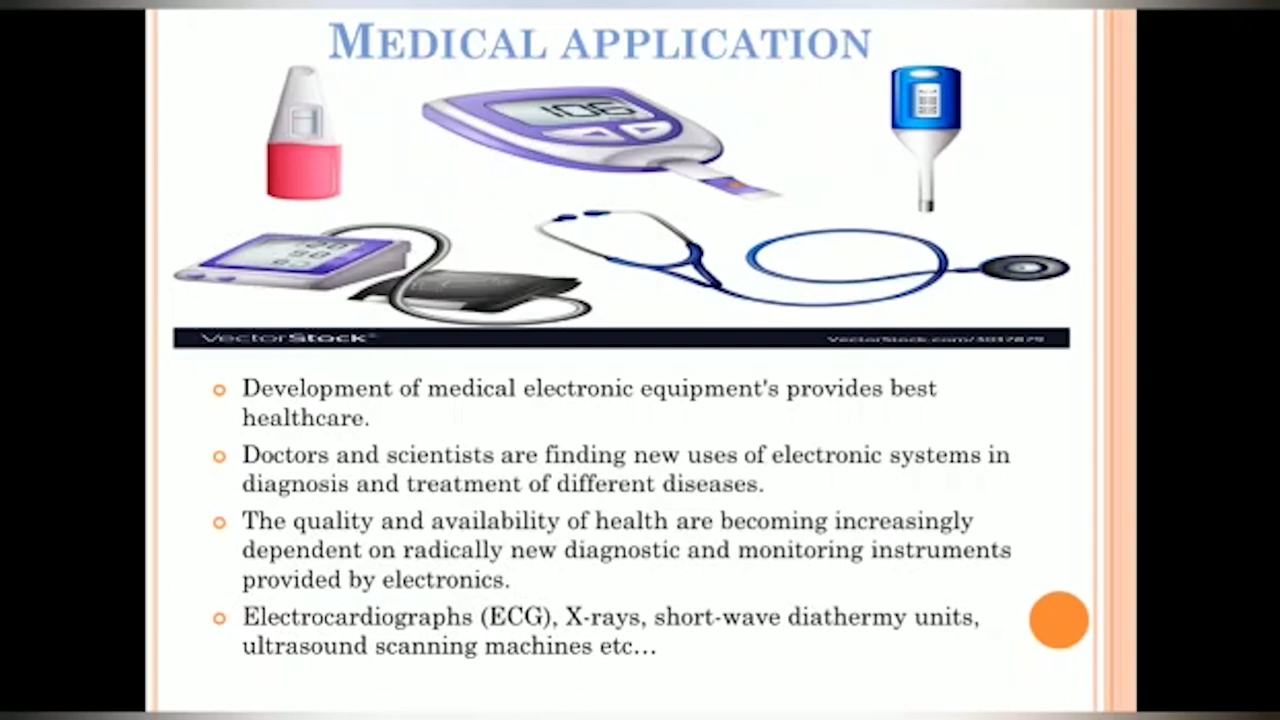 MEDICAL APPLICATION
106
VectorStock®
VectorStock.com/3017879
Development of medical electronic equipment's provides best
healthcare.
Doctors and scientists are finding new uses of electronic systems in
diagnosis and treatment of different diseases.
The quality and availability of health are becoming increasingly
dependent on radically new diagnostic and monitoring instruments
provided by electronics.
Electrocardiographs (ECG), X-rays, short-wave diathermy units,
ultrasound scanning machines etc…